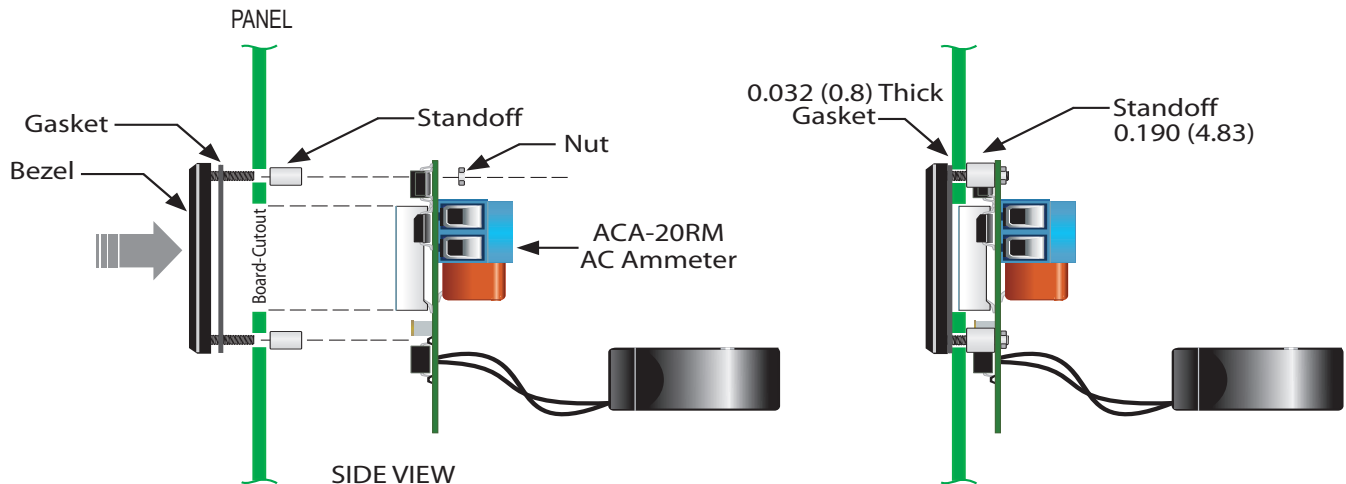 PANEL
Gasket
Bezel
Standoff
Nut
Board-Cutout
ACA-20RM
AC Ammeter
SIDE VIEW
0.032 (0.8) Thick
Gasket
Standoff
0.190 (4.83)